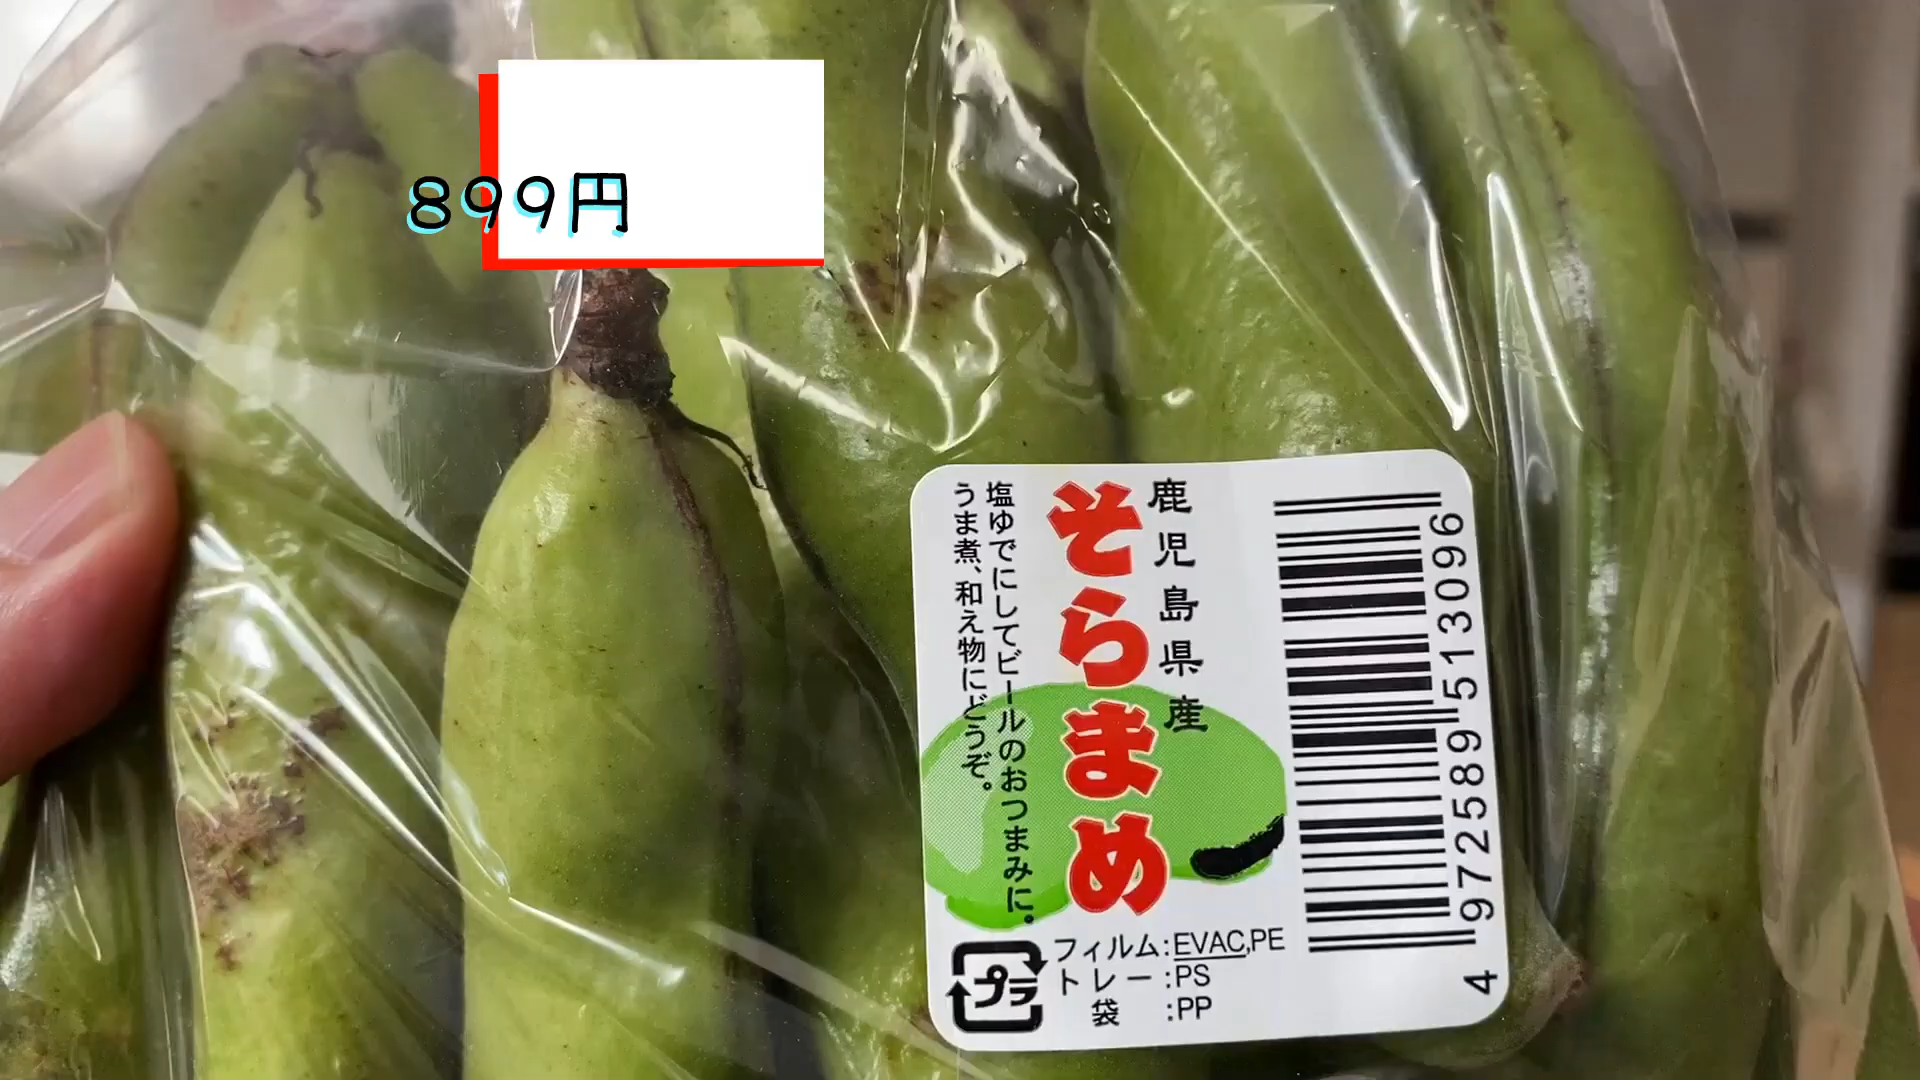 899円
鹿児島県産
そらまめ
塩ゆでにしてビールのおつまみに。
うま煮、和え物にどうぞ。
4972589513096
プラ
フィルム:EVAC,PE
トレー:PS
袋:PP